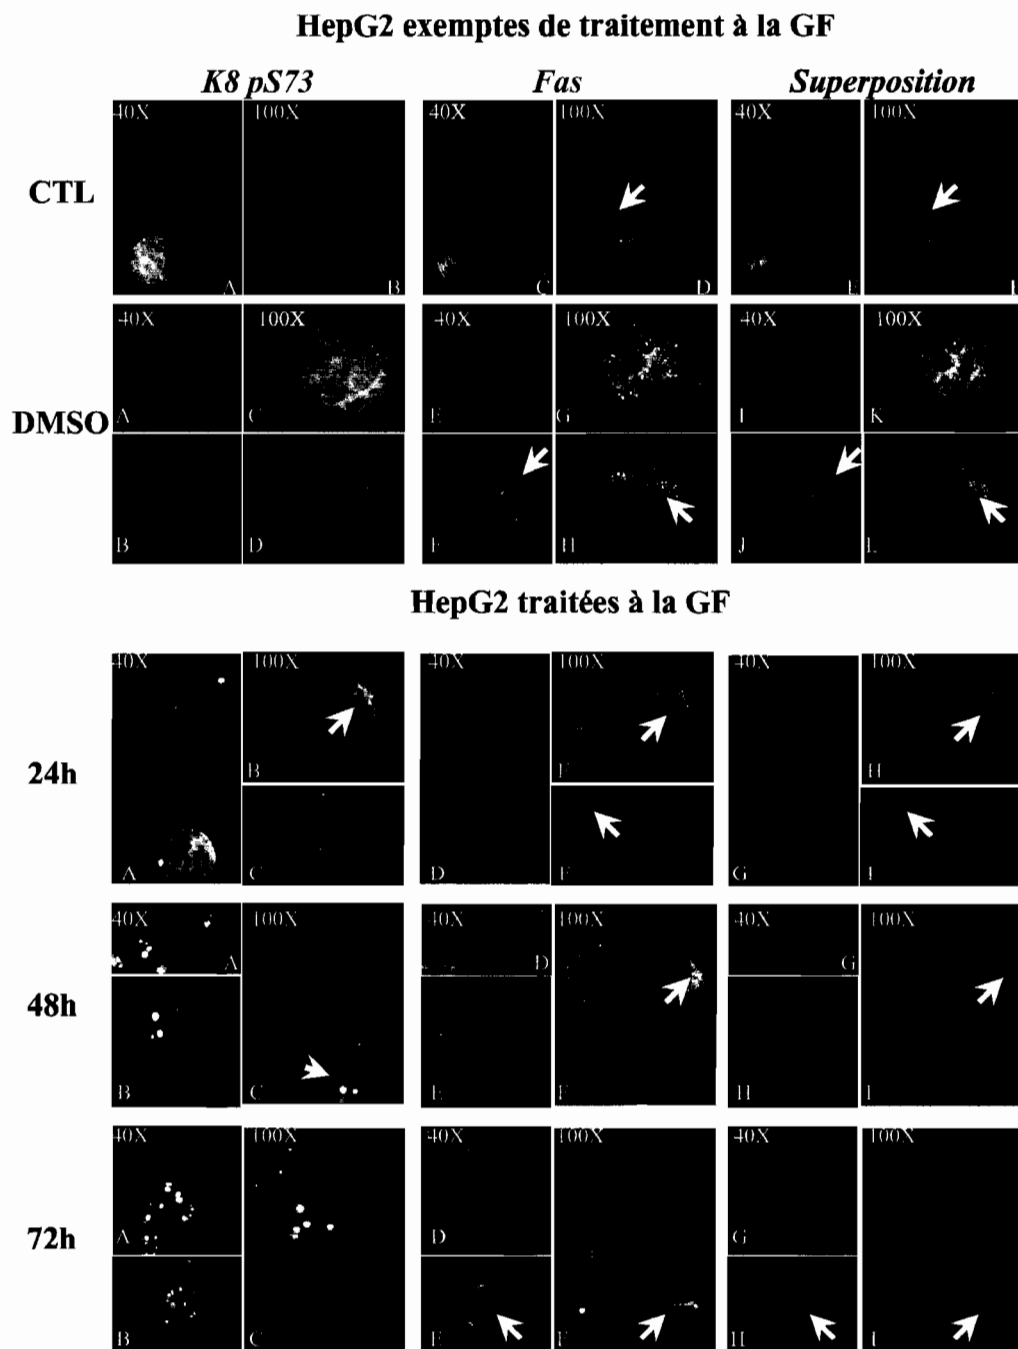 HepG2 exemptes de traitement à la GF
K8 pS73 Fas Superposition
CTL
40X 100X 40X 100X 40X 100X
A B C D E
DMSO
40X 100X 40X 100X 40X 100X
A C E G I K
B D F H J L
HepG2 traitées à la GF
24h
40X 100X 40X 100X 40X 100X
B F H
A C D F G I
48h
40X 100X 40X 100X 40X 100X
A D G
B C E F H I
72h
40X 100X 40X 100X 40X 100X
A D G
B C E F H I